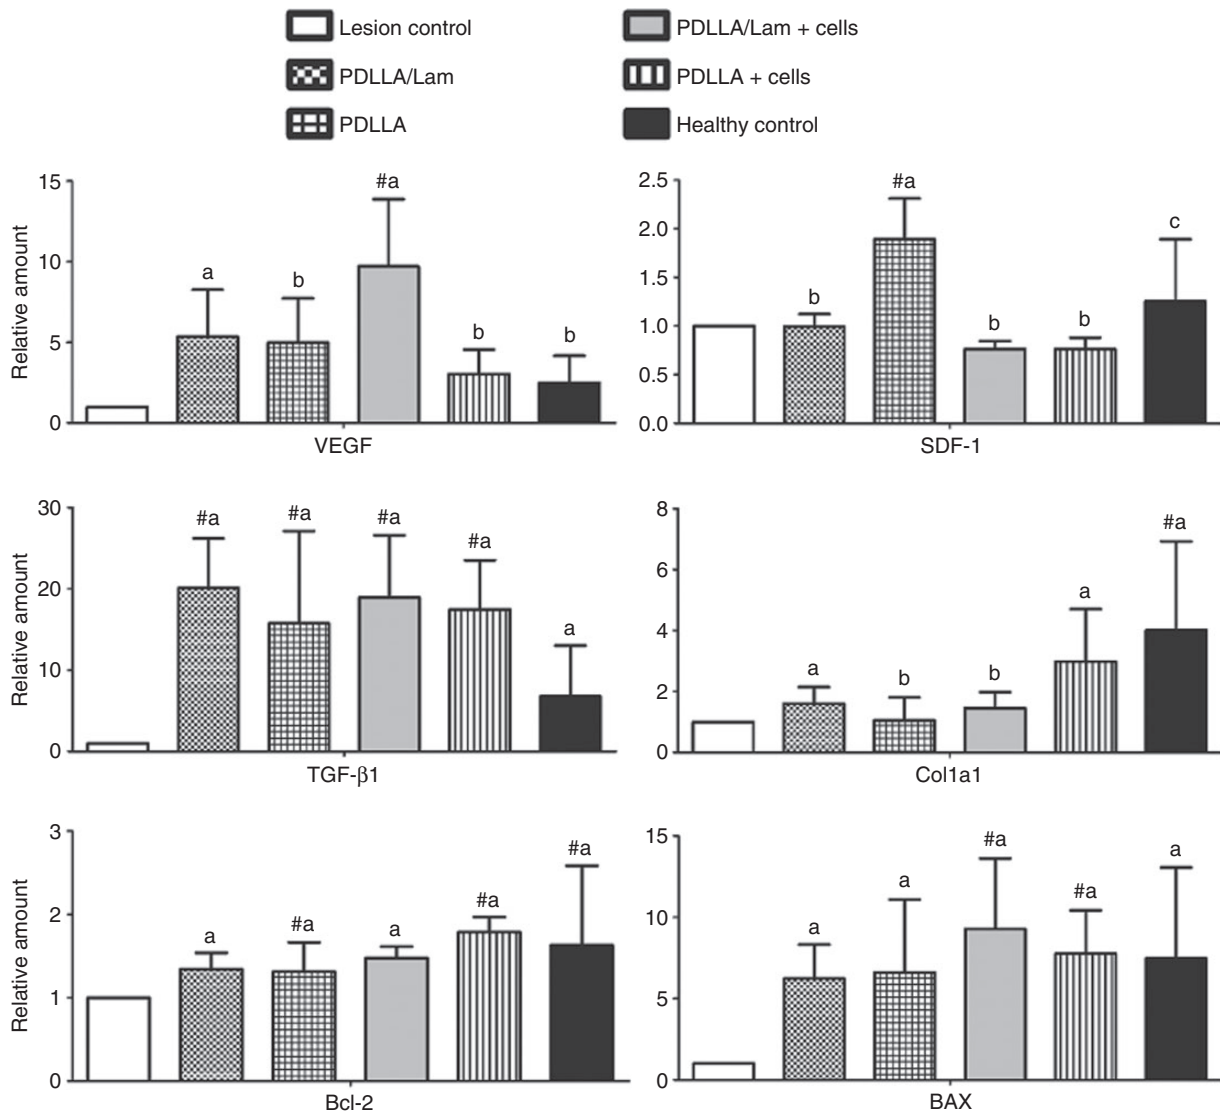 Lesion control
PDLLA/Lam + cells
PDLLA/Lam
PDLLA + cells
PDLLA
Healthy control
Relative amount
15
10
5
0
a
b
#a
b
b
VEGF
2.5
2.0
1.5
1.0
0.5
0.0
b
#a
b
b
c
SDF-1
Relative amount
30
20
10
0
#a
#a
#a
#a
a
TGF-β1
8
6
4
2
0
a
b
b
a
#a
Col1a1
Relative amount
3
2
1
0
a
#a
a
#a
#a
Bcl-2
15
10
5
0
a
a
#a
#a
a
BAX